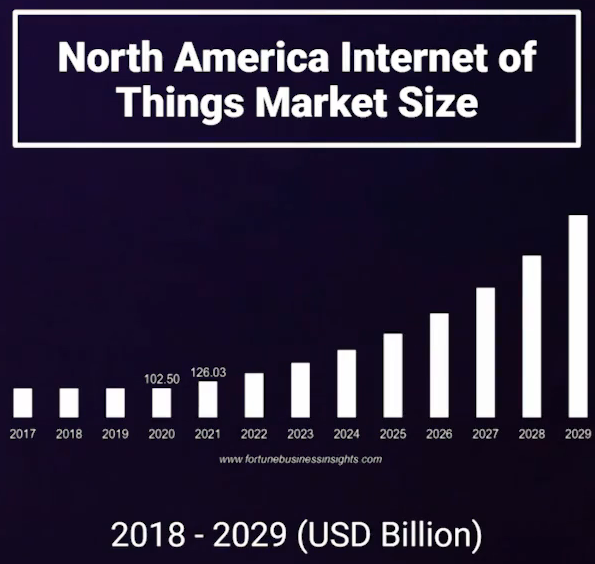 North America Internet of
Things Market Size
102.50 126.03
2017 2018 2019 2020 2021 2022 2023 2024 2025 2026 2027 2028 2029
www.fortunebusinessinsights.com
2018 - 2029 (USD Billion)